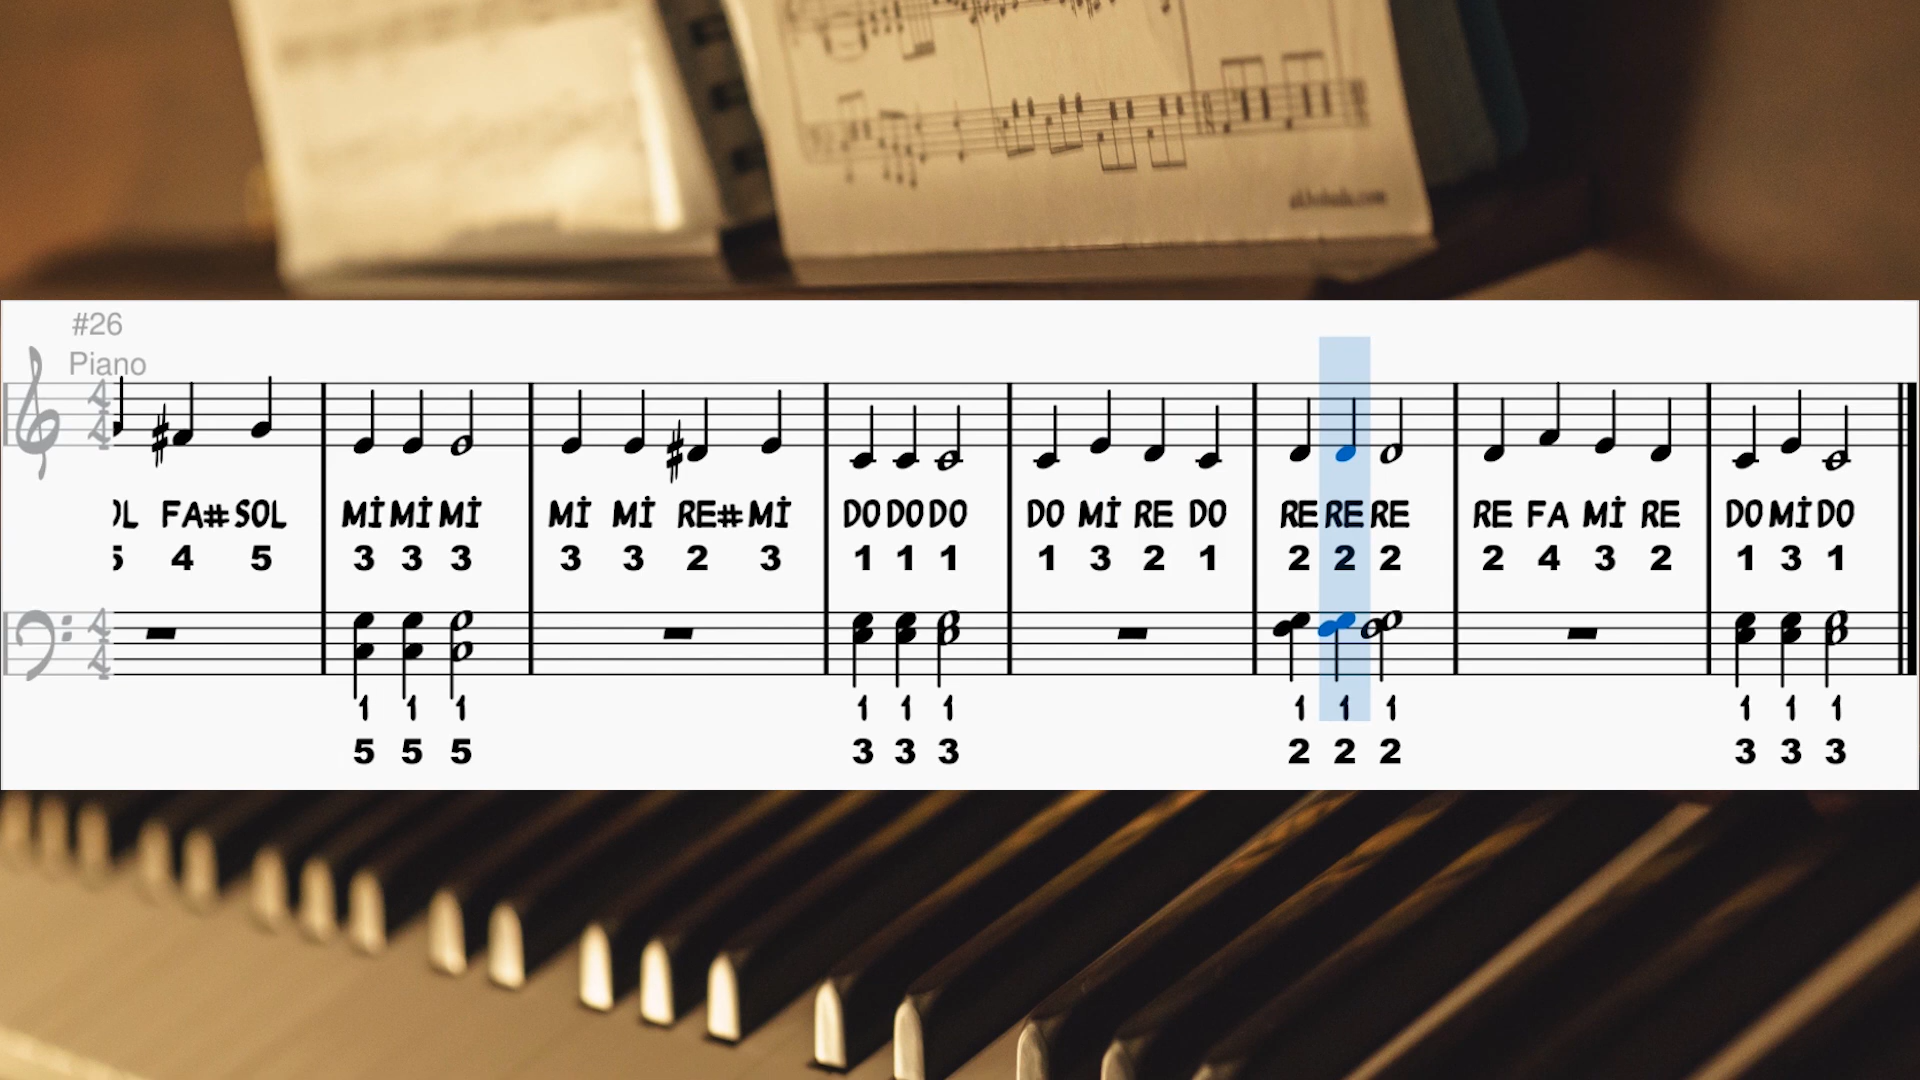 #26
Piano
FA# SOL Mİ Mİ Mİ Mİ Mİ RE# Mİ DO DO DO DO Mİ RE DO RE RE RE RE FA Mİ RE DO Mİ DO
4 5 3 3 3 3 3 2 3 1 1 1 1 3 2 1 2 2 2 2 4 3 2 1 3 1
1 1 1 1 1 1 1 1 1 1 1 1
5 5 5 3 3 3 2 2 2 3 3 3